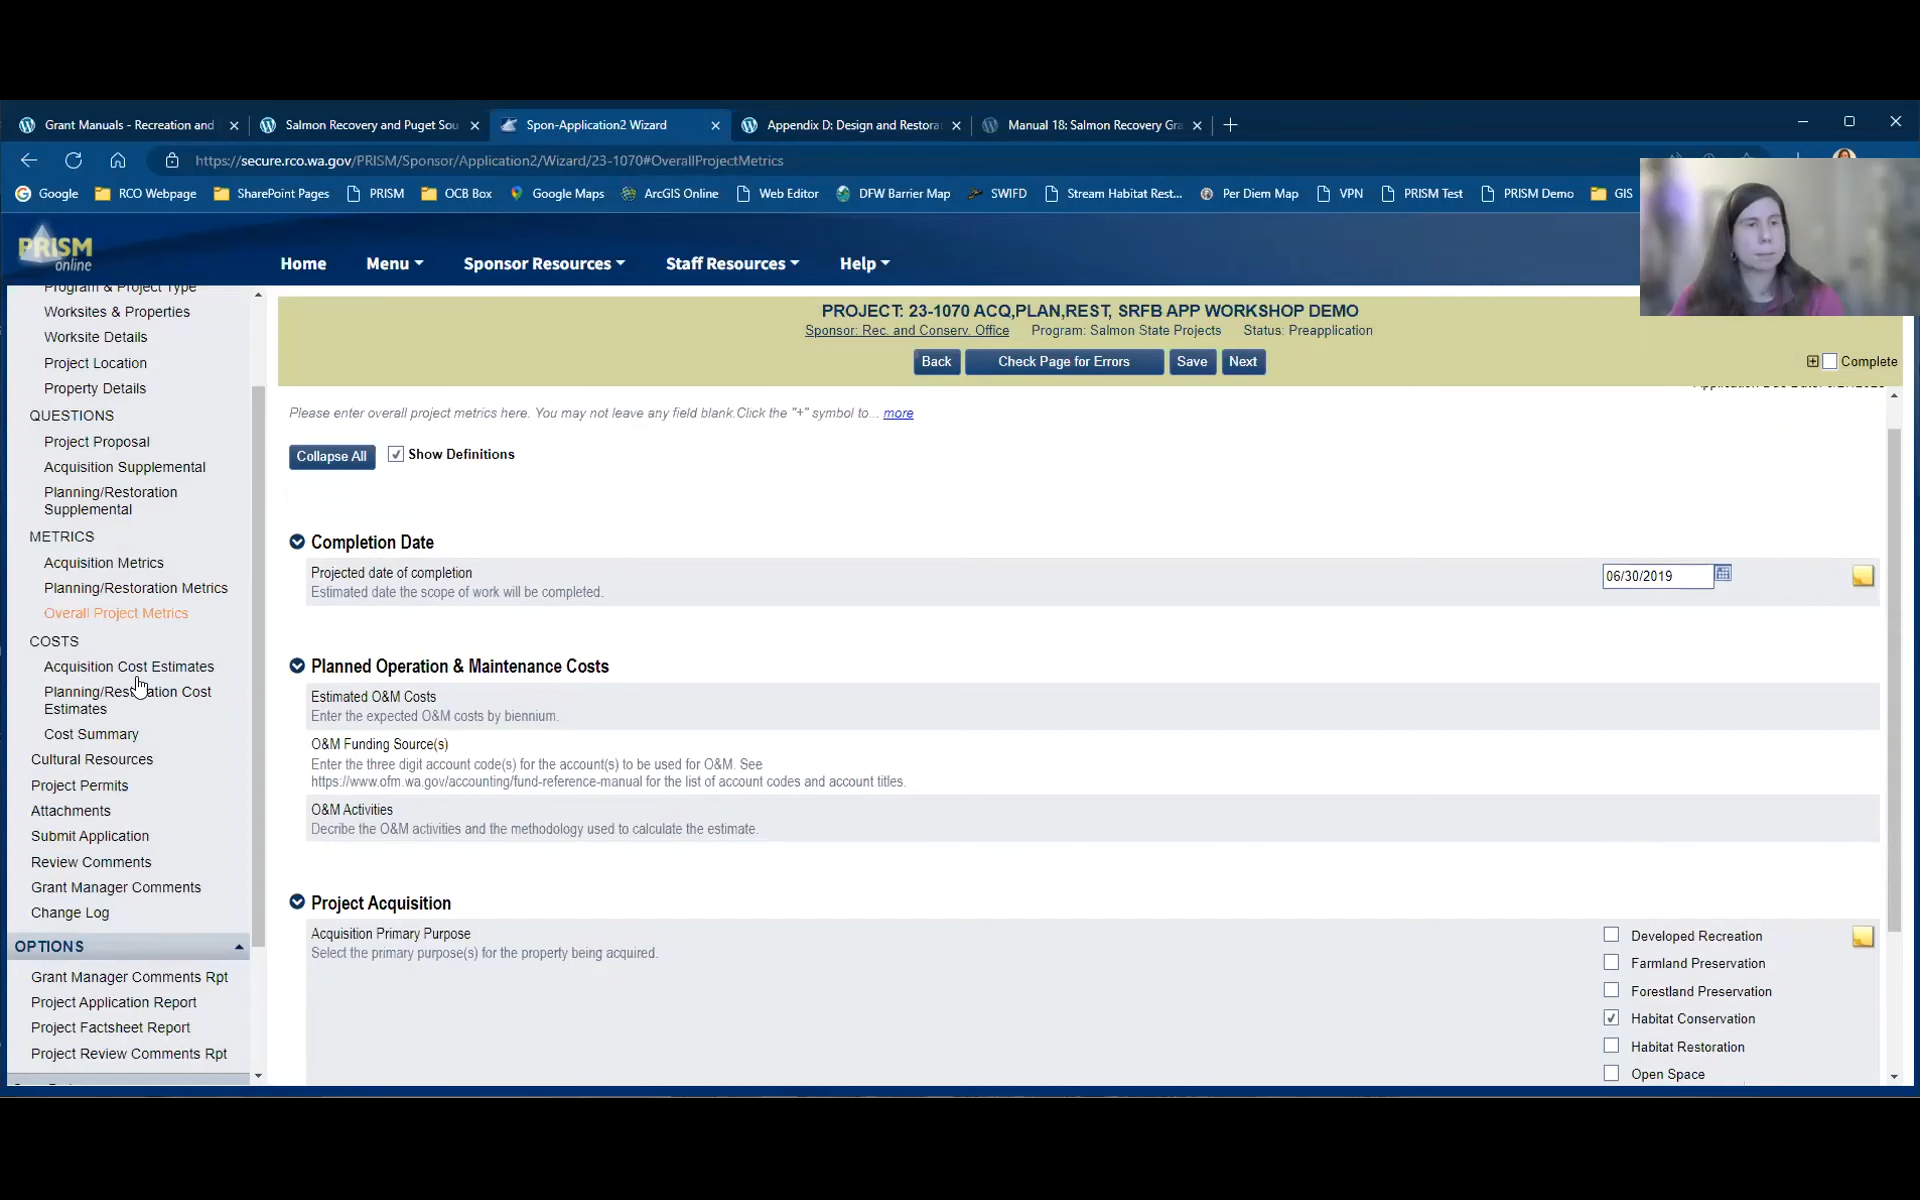 Grant Manuals - Recreation and
Salmon Recovery and Puget Sou
Spon-Application2 Wizard
Appendix D: Design and Restora
Manual 18: Salmon Recovery Gra
https://secure.rco.wa.gov/PRISM/Sponsor/Application2/Wizard/23-1070#OverallProjectMetrics
Google
RCO Webpage
SharePoint Pages
PRISM
OCB Box
Google Maps
ArcGIS Online
Web Editor
DFW Barrier Map
SWIFD
Stream Habitat Rest...
Per Diem Map
VPN
PRISM Test
PRISM Demo
GIS
PRISM
online
Home
Menu
Sponsor Resources
Staff Resources
Help
Program & Project Type
Worksites & Properties
Worksite Details
Project Location
Property Details
QUESTIONS
Project Proposal
Acquisition Supplemental
Planning/Restoration
Supplemental
METRICS
Acquisition Metrics
Planning/Restoration Metrics
Overall Project Metrics
COSTS
Acquisition Cost Estimates
Planning/Restoration Cost
Estimates
Cost Summary
Cultural Resources
Project Permits
Attachments
Submit Application
Review Comments
Grant Manager Comments
Change Log
OPTIONS
Grant Manager Comments Rpt
Project Application Report
Project Factsheet Report
Project Review Comments Rpt
PROJECT: 23-1070 ACQ,PLAN,REST, SRFB APP WORKSHOP DEMO
Sponsor: Rec. and Conserv. Office Program: Salmon State Projects Status: Preapplication
Back
Check Page for Errors
Save
Next
Complete
Please enter overall project metrics here. You may not leave any field blank.Click the "+" symbol to... more
Collapse All
Show Definitions
Completion Date
Projected date of completion
Estimated date the scope of work will be completed.
06/30/2019
Planned Operation & Maintenance Costs
Estimated O&M Costs
Enter the expected O&M costs by biennium.
O&M Funding Source(s)
Enter the three digit account code(s) for the account(s) to be used for O&M. See
https://www.ofm.wa.gov/accounting/fund-reference-manual for the list of account codes and account titles.
O&M Activities
Decribe the O&M activities and the methodology used to calculate the estimate.
Project Acquisition
Acquisition Primary Purpose
Select the primary purpose(s) for the property being acquired.
Developed Recreation
Farmland Preservation
Forestland Preservation
Habitat Conservation
Habitat Restoration
Open Space